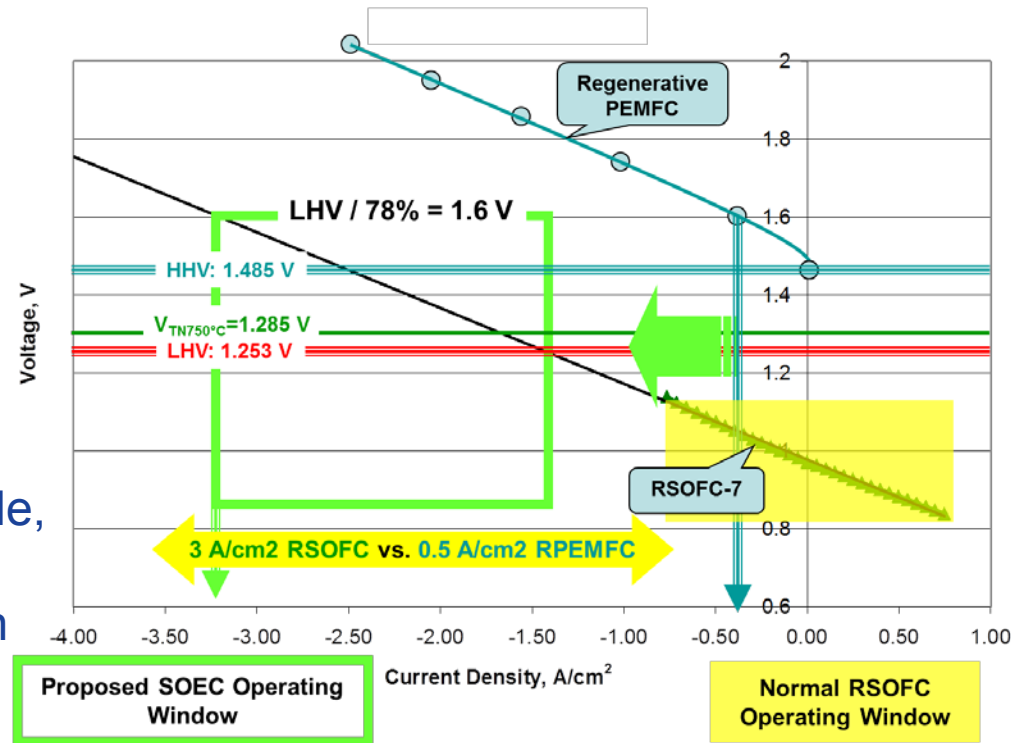 Regenerative
PEMFC
2
1.8
LHV / 78% = 1.6 V
1.6
HHV: 1.485 V
1.4
VTN750°C=1.285 V
LHV: 1.253 V
1.2
Voltage, V
1
RSOFC-7
le,
0.8
3 A/cm2 RSOFC vs. 0.5 A/cm2 RPEMFC
n
0.6
-4.00 -3.50 -3.00 -2.50 -2.00 -1.50 -1.00 -0.50 0.00 0.50 1.00
Current Density, A/cm²
Proposed SOEC Operating
Window
Normal RSOFC
Operating Window